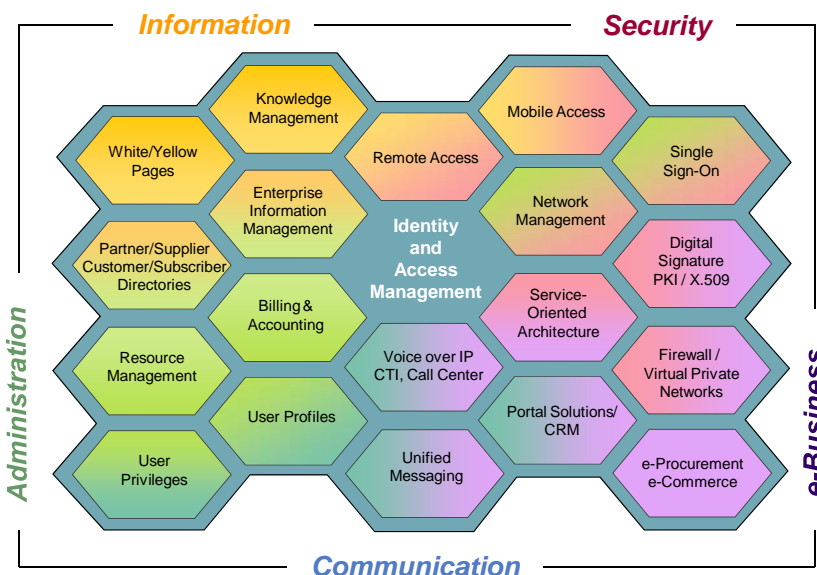 Information
Security
Knowledge
Management
Mobile Access
White/Yellow
Pages
Remote Access
Single
Sign-On
Enterprise
Information
Management
Network
Management
Identity
and
Access
Management
Partner/Supplier
Customer/Subscriber
Directories
Digital
Signature
PKI / X.509
Billing &
Accounting
Service-
Oriented
Architecture
Resource
Management
Voice over IP
CTI, Call Center
Firewall /
Virtual Private
Networks
User Profiles
Portal Solutions/
CRM
User
Privileges
Unified
Messaging
e-Procurement
e-Commerce
Administration
e-Business
Communication